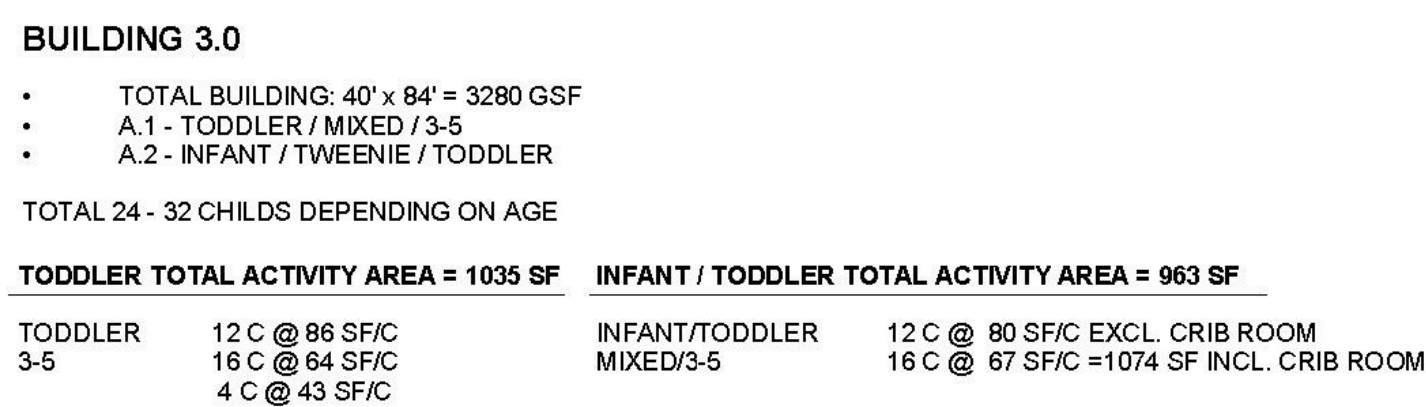 BUILDING 3.0
• TOTAL BUILDING: 40' x 84' = 3280 GSF
• A.1 - TODDLER / MIXED / 3-5
• A.2 - INFANT / TWEENIE / TODDLER
TOTAL 24 - 32 CHILDS DEPENDING ON AGE
TODDLER TOTAL ACTIVITY AREA = 1035 SF
TODDLER 12 C @ 86 SF/C
3-5 16 C @ 64 SF/C
4 C @ 43 SF/C
INFANT / TODDLER TOTAL ACTIVITY AREA = 963 SF
INFANT/TODDLER 12 C @ 80 SF/C EXCL. CRIB ROOM
MIXED/3-5 16 C @ 67 SF/C =1074 SF INCL. CRIB ROOM